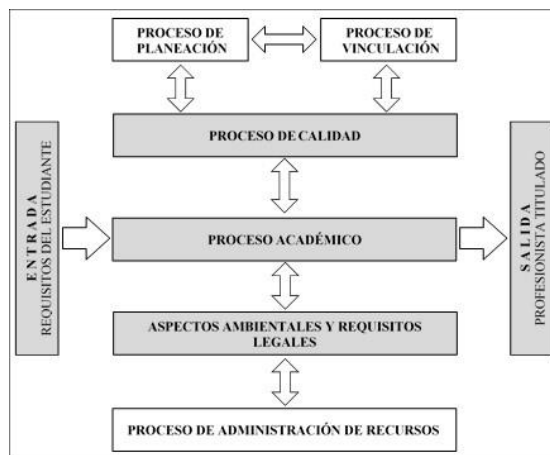 PROCESO DE
PLANEACIÓN
PROCESO DE
VINCULACIÓN
PROCESO DE CALIDAD
ENTRADA
REQUISITOS DEL ESTUDIANTE
PROCESO ACADÉMICO
SALIDA
PROFESIONISTA TITULADO
ASPECTOS AMBIENTALES Y REQUISITOS
LEGALES
PROCESO DE ADMINISTRACIÓN DE RECURSOS